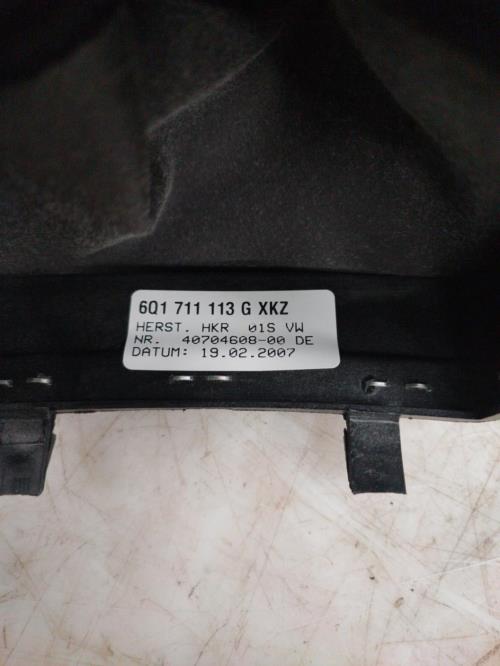 6Q1 711 113 G XKZ
HERST. HKR 01S VW
NR. 40704608-00 DE
DATUM: 19.02.2007